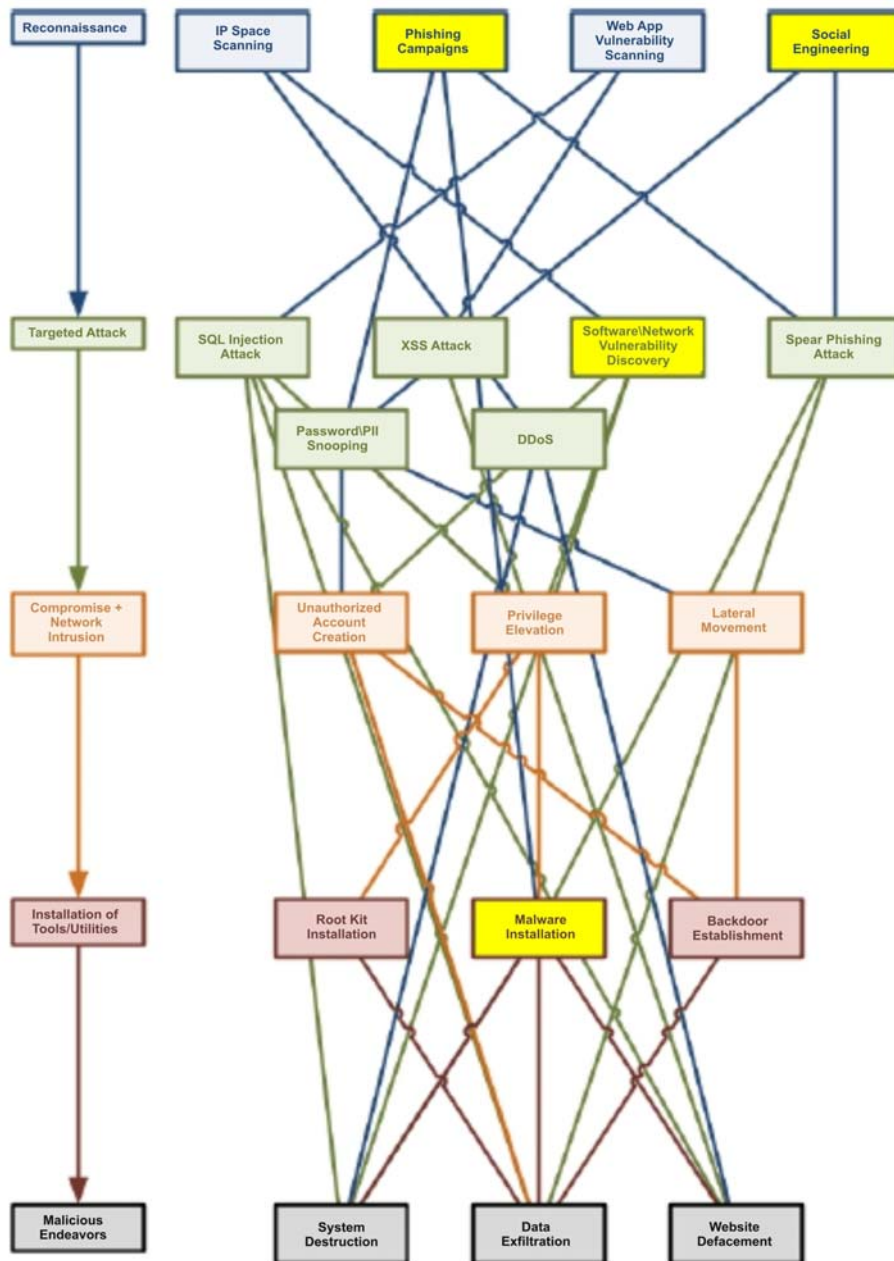 Reconnaissance
IP Space
Scanning
Phishing
Campaigns
Web App
Vulnerability
Scanning
Social
Engineering
Targeted Attack
SQL Injection
Attack
XSS Attack
Software\Network
Vulnerability
Discovery
Spear Phishing
Attack
Password\PII
Snooping
DDoS
Compromise +
Network
Intrusion
Unauthorized
Account
Creation
Privilege
Elevation
Lateral
Movement
Installation of
Tools/Utilities
Root Kit
Installation
Malware
Installation
Backdoor
Establishment
Malicious
Endeavors
System
Destruction
Data
Exfiltration
Website
Defacement